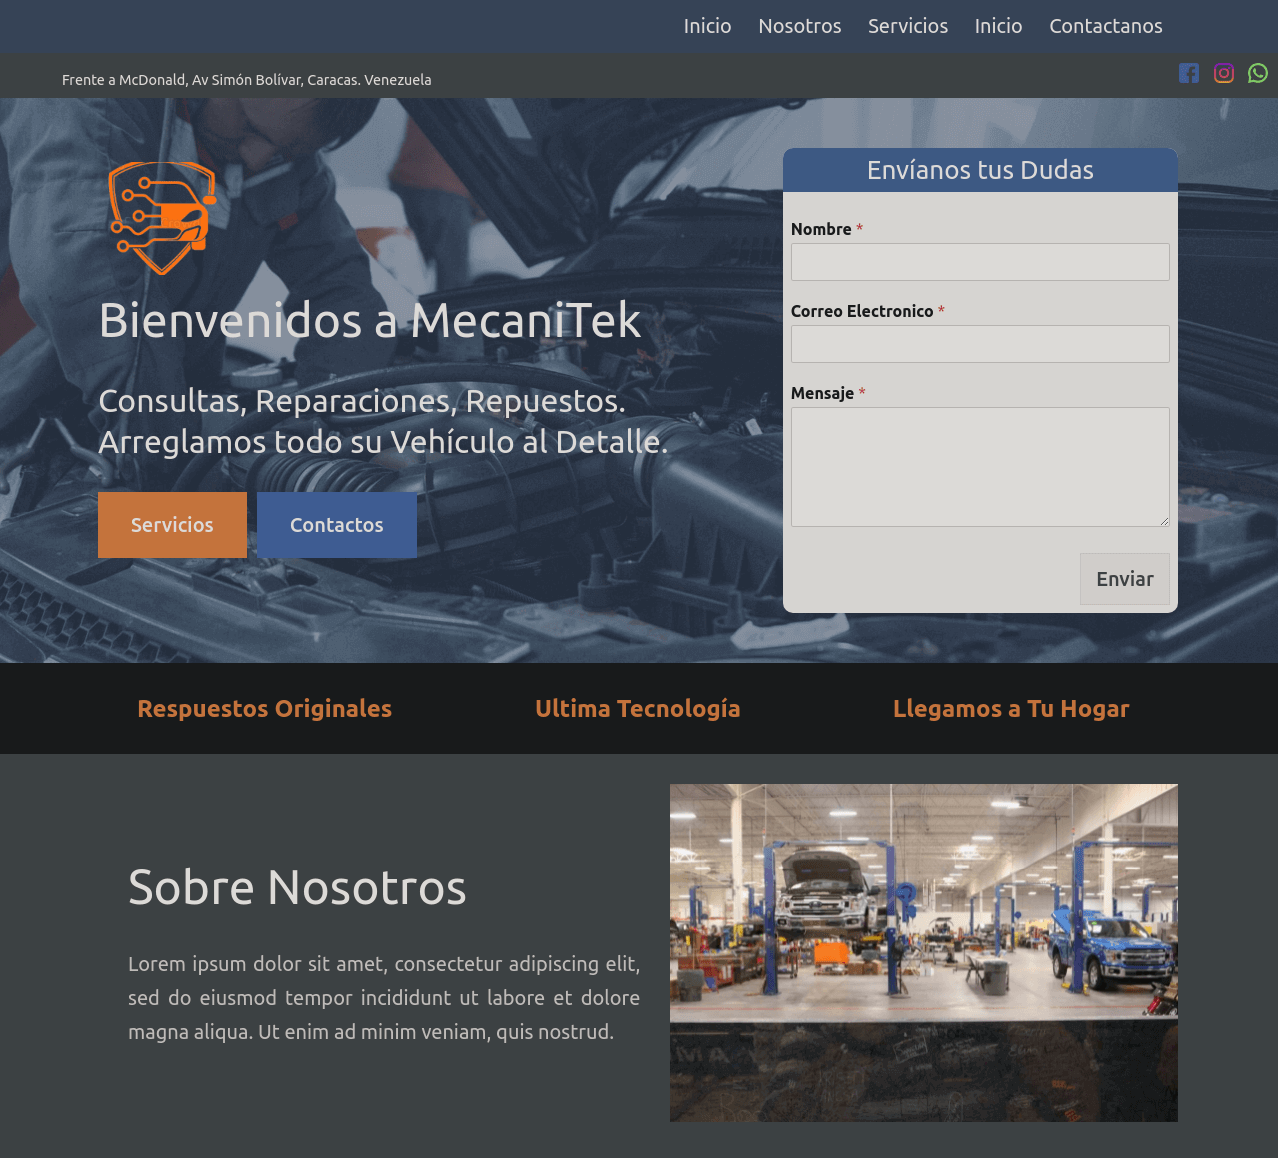 Inicio Nosotros Servicios Inicio Contactanos
Frente a McDonald, Av Simón Bolívar, Caracas. Venezuela
Bienvenidos a MecaniTek
Consultas, Reparaciones, Repuestos.
Arreglamos todo su Vehículo al Detalle.
Servicios Contactos
Envíanos tus Dudas
Nombre *
Correo Electronico *
Mensaje *
Enviar
Respuestos Originales Ultima Tecnología Llegamos a Tu Hogar
Sobre Nosotros
Lorem ipsum dolor sit amet, consectetur adipiscing elit,
sed do eiusmod tempor incididunt ut labore et dolore
magna aliqua. Ut enim ad minim veniam, quis nostrud.